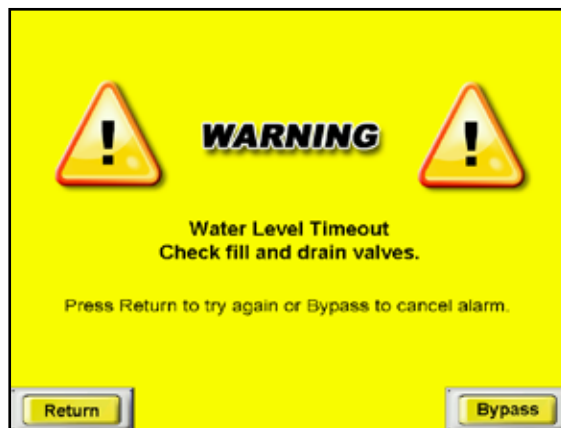 WARNING
Water Level Timeout
Check fill and drain valves.
Press Return to try again or Bypass to cancel alarm.
Return
Bypass